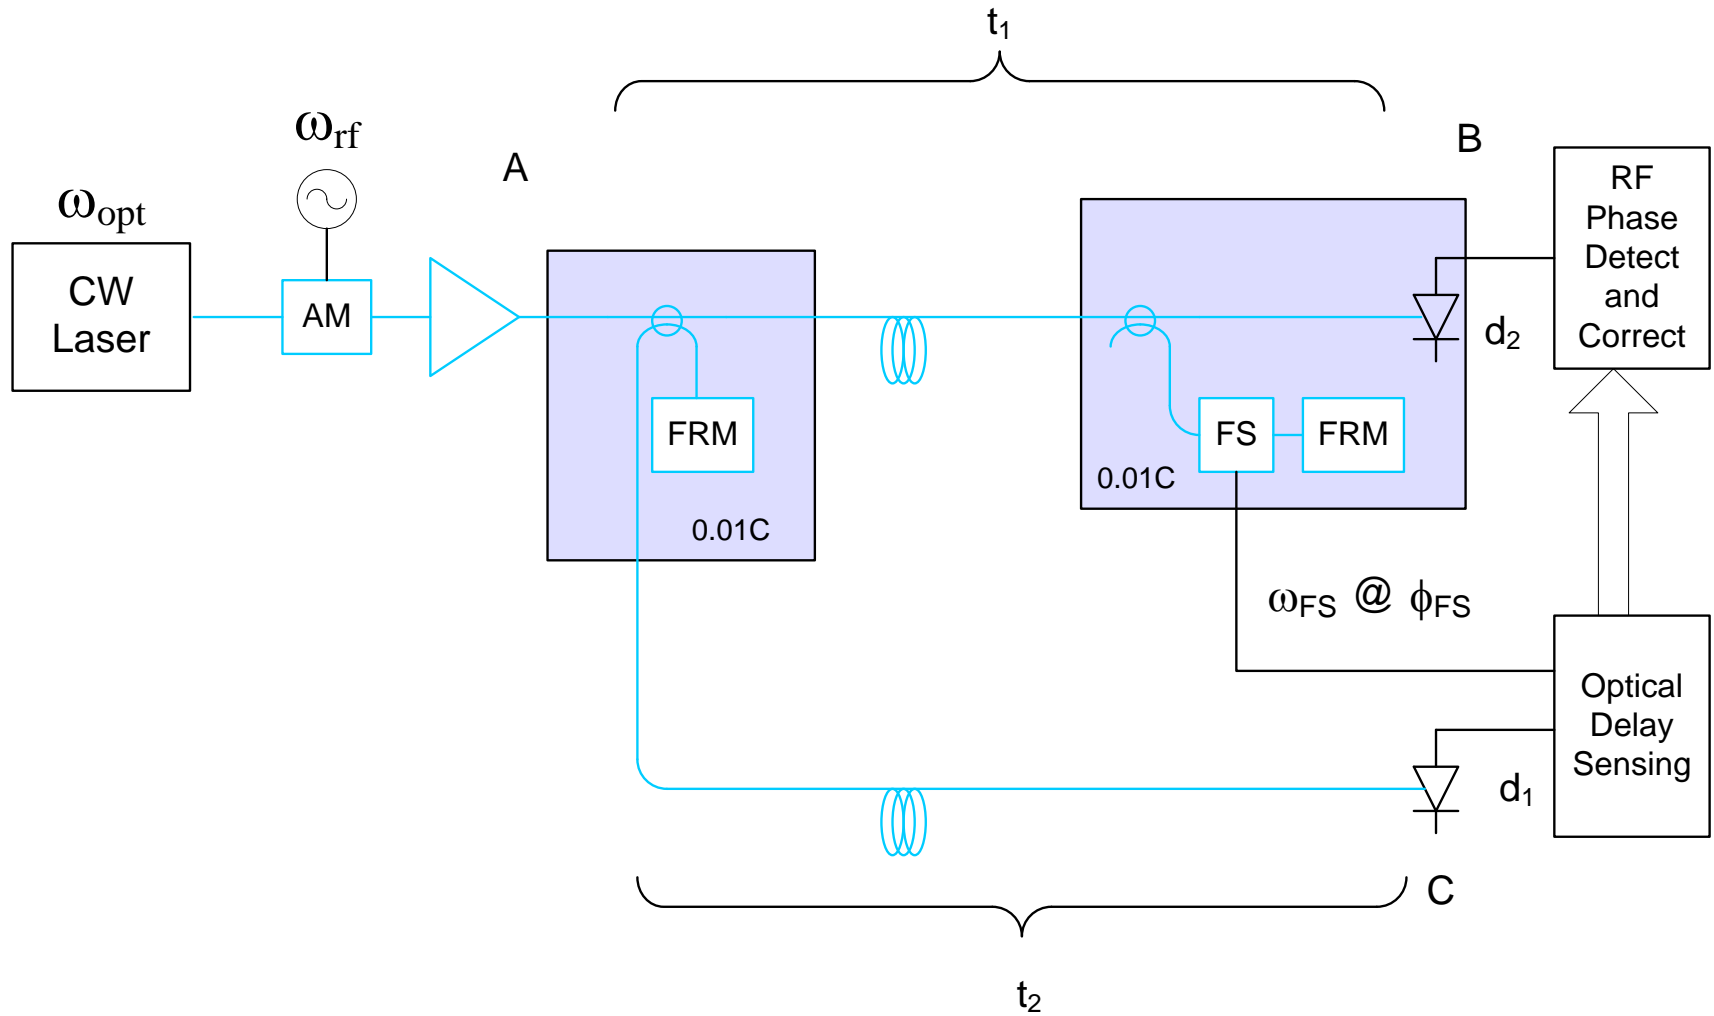 t1
ωrf
A
B
ωopt
CW
Laser
AM
RF
Phase
Detect
and
Correct
d2
FRM
0.01C
FS
FRM
0.01C
ωFS @ ϕFS
Optical
Delay
Sensing
d1
C
t2